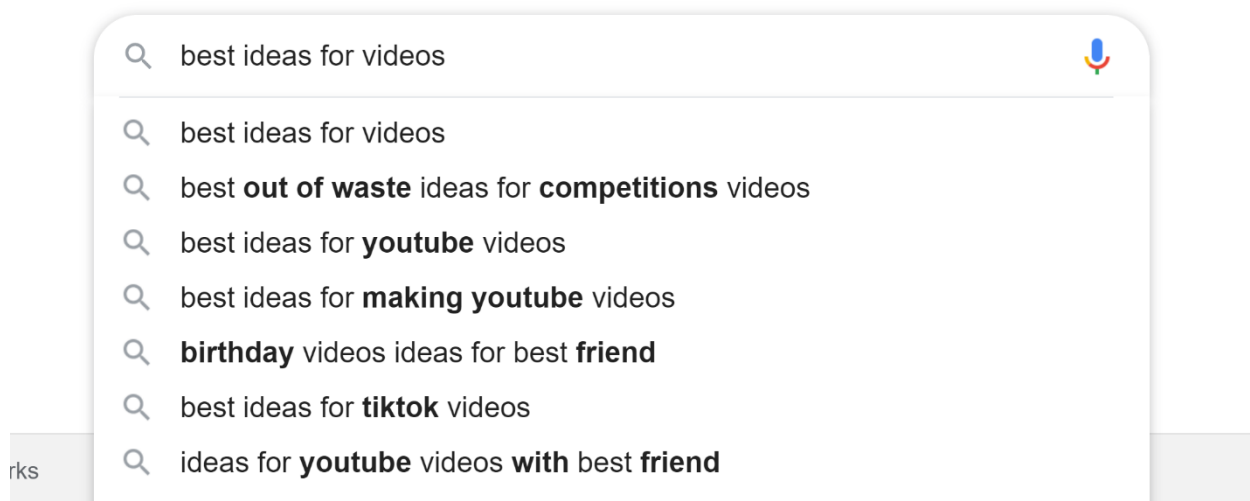 best ideas for videos
best ideas for videos
best out of waste ideas for competitions videos
best ideas for youtube videos
best ideas for making youtube videos
birthday videos ideas for best friend
best ideas for tiktok videos
rks
ideas for youtube videos with best friend